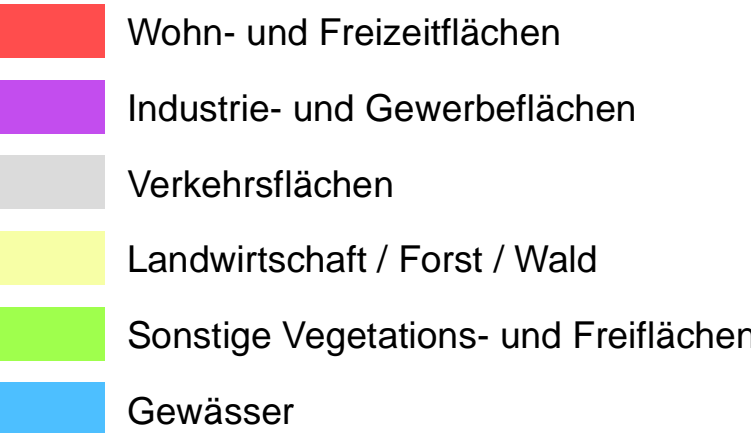 Wohn- und Freizeitflächen
Industrie- und Gewerbeflächen
Verkehrsflächen
Landwirtschaft / Forst / Wald
Sonstige Vegetations- und Freiflächen
Gewässer